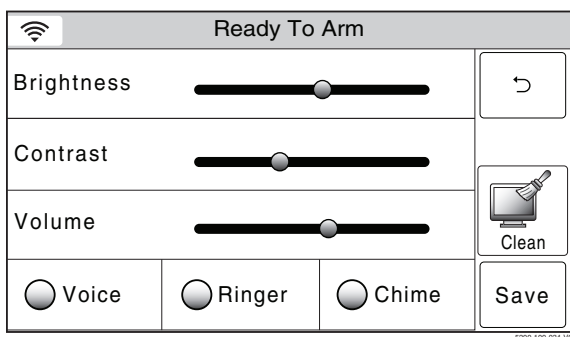 Ready To Arm
Brightness
Contrast
Volume
Clean
Voice
Ringer
Chime
Save